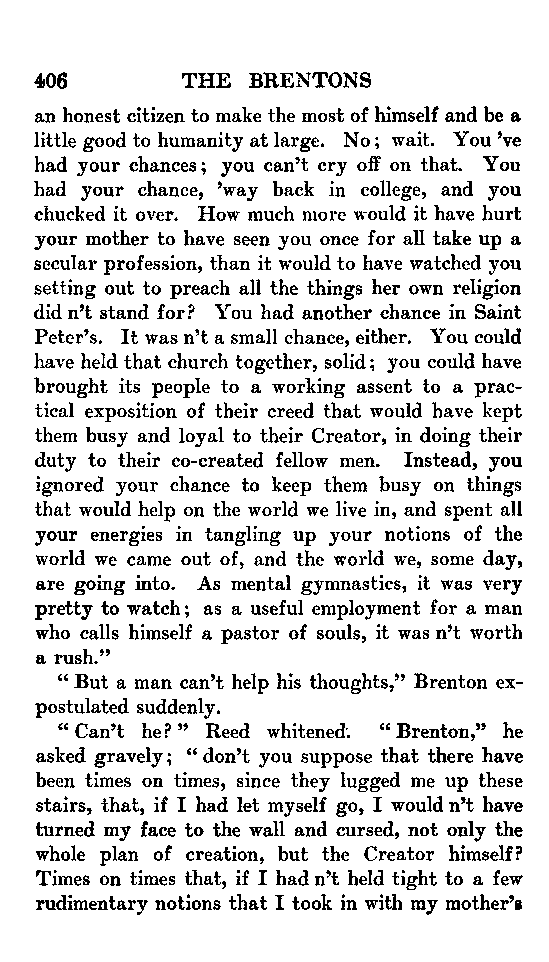 406 THE BRENTONS
an honest citizen to make the most of himself and be a
little good to humanity at large. No; wait. You 've
had your chances; you can't cry off on that. You
had your chance, 'way back in college, and you
chucked it over. How much more would it have hurt
your mother to have seen you once for all take up a
secular profession, than it would to have watched you
setting out to preach all the things her own religion
did n't stand for? You had another chance in Saint
Peter's. It was n't a small chance, either. You could
have held that church together, solid; you could have
brought its people to a working assent to a prac-
tical exposition of their creed that would have kept
them busy and loyal to their Creator, in doing their
duty to their co-created fellow men. Instead, you
ignored your chance to keep them busy on things
that would help on the world we live in, and spent all
your energies in tangling up your notions of the
world we came out of, and the world we, some day,
are going into. As mental gymnastics, it was very
pretty to watch; as a useful employment for a man
who calls himself a pastor of souls, it was n't worth
a rush."
" But a man can't help his thoughts," Brenton ex-
postulated suddenly.
" Can't he? " Reed whitened. " Brenton," he
asked gravely; " don't you suppose that there have
been times on times, since they lugged me up these
stairs, that, if I had let myself go, I would n't have
turned my face to the wall and cursed, not only the
whole plan of creation, but the Creator himself?
Times on times that, if I had n't held tight to a few
rudimentary notions that I took in with my mother's